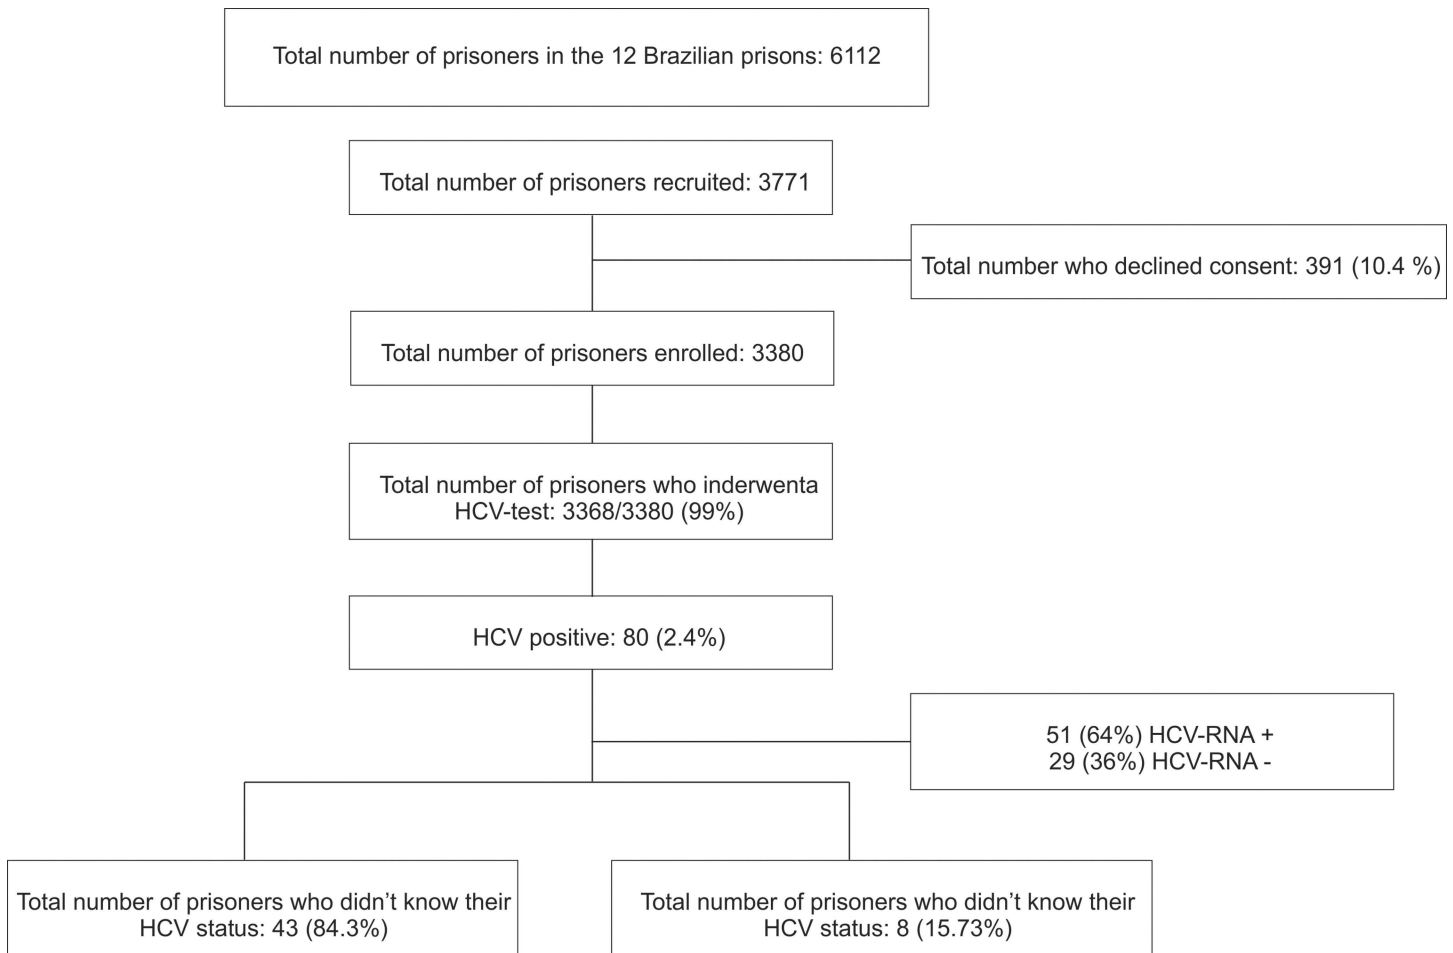 Total number of prisoners in the 12 Brazilian prisons: 6112
Total number of prisoners recruited: 3771
Total number who declined consent: 391 (10.4 %)
Total number of prisoners enrolled: 3380
Total number of prisoners who inderwenta
HCV-test: 3368/3380 (99%)
HCV positive: 80 (2.4%)
51 (64%) HCV-RNA +
29 (36%) HCV-RNA -
Total number of prisoners who didn’t know their
HCV status: 43 (84.3%)
Total number of prisoners who didn’t know their
HCV status: 8 (15.73%)